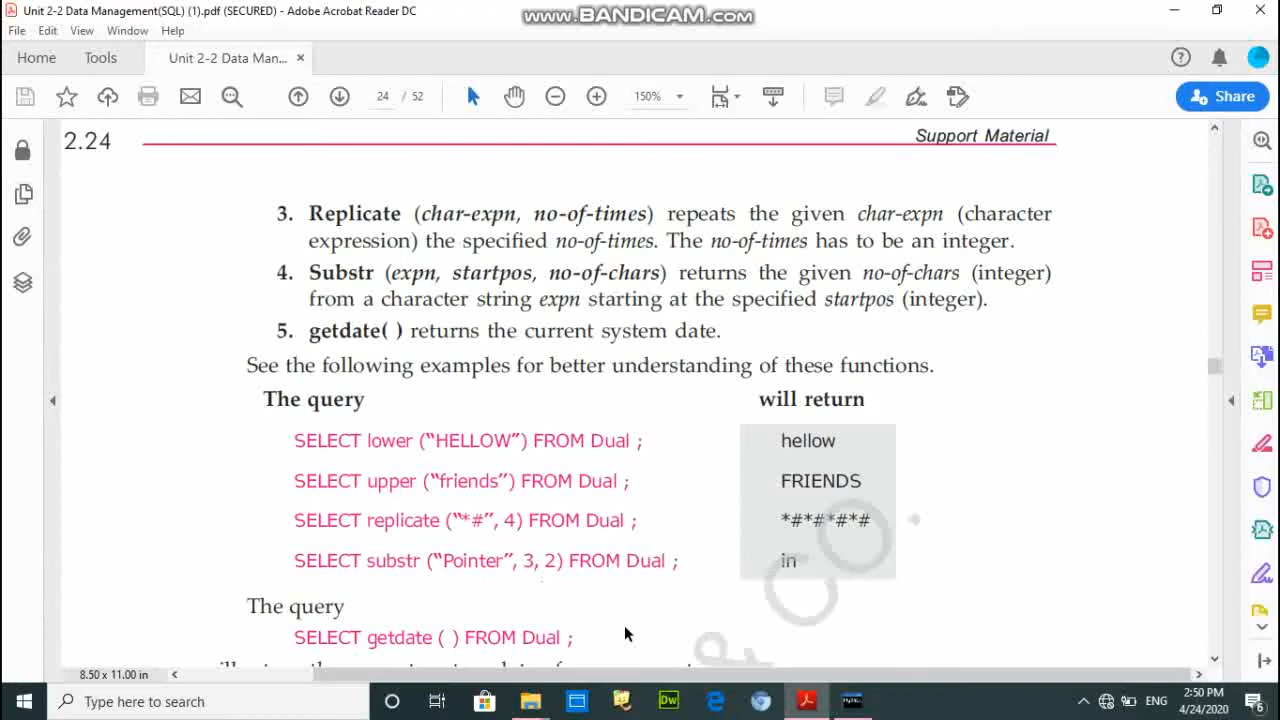 Unit 2-2 Data Management(SQL) (1).pdf (SECURED) - Adobe Acrobat Reader DC
www.BANDICAM.com
File Edit View Window Help
Home Tools Unit 2-2 Data Man... ×
24 / 52 150% Share
2.24 Support Material
3. Replicate (char-expn, no-of-times) repeats the given char-expn (character
expression) the specified no-of-times. The no-of-times has to be an integer.
4. Substr (expn, startpos, no-of-chars) returns the given no-of-chars (integer)
from a character string expn starting at the specified startpos (integer).
5. getdate( ) returns the current system date.
See the following examples for better understanding of these functions.
The query will return
SELECT lower (“HELLOW”) FROM Dual ; hellow
SELECT upper (“friends”) FROM Dual ; FRIENDS
SELECT replicate (“*#”, 4) FROM Dual ; *#*#*#*#
SELECT substr (“Pointer”, 3, 2) FROM Dual ; in
The query
SELECT getdate ( ) FROM Dual ;
8.50 x 11.00 in
Type here to search
Dw
ENG
2:50 PM
4/24/2020
6